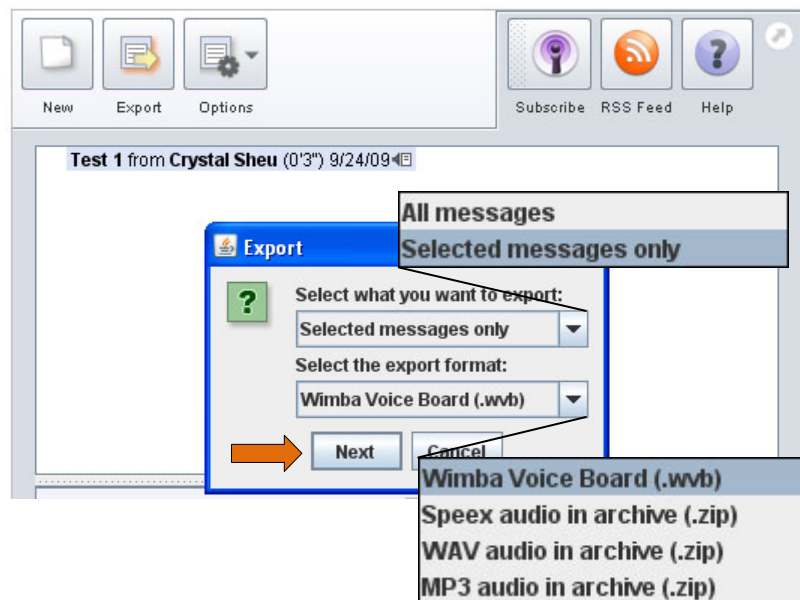 New Export Options Subscribe RSS Feed Help
Test 1 from Crystal Sheu (0'3") 9/24/09
All messages
Selected messages only
Export
Select what you want to export:
Selected messages only
Select the export format:
Wimba Voice Board (.wvb)
Next Cancel
Wimba Voice Board (.wvb)
Speex audio in archive (.zip)
WAV audio in archive (.zip)
MP3 audio in archive (.zip)